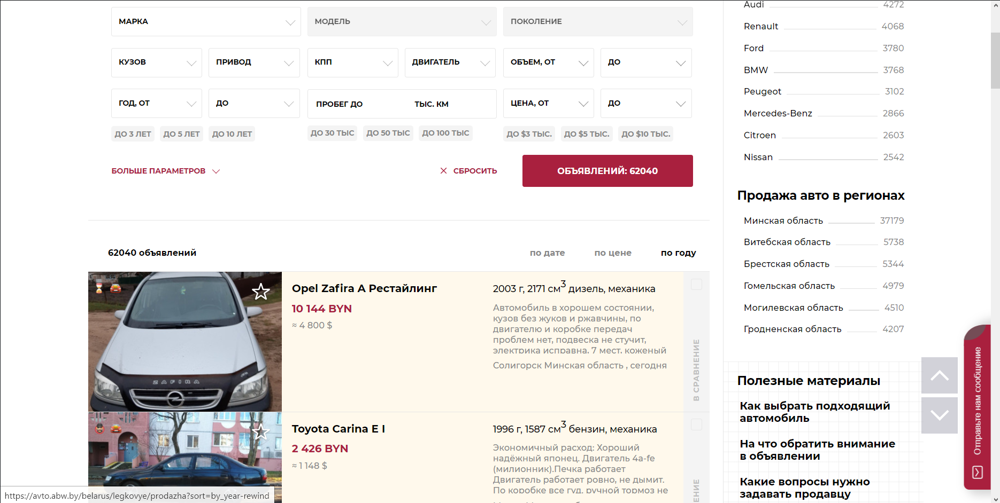 МАРКА
МОДЕЛЬ
ПОКОЛЕНИЕ
КУЗОВ
ПРИВОД
КПП
ДВИГАТЕЛЬ
ОБЪЕМ, ОТ
ДО
ГОД, ОТ
ДО
ПРОБЕГ ДО
ТЫС. КМ
ЦЕНА, ОТ
ДО
ДО 3 ЛЕТ
ДО 5 ЛЕТ
ДО 10 ЛЕТ
ДО 30 ТЫС
ДО 50 ТЫС
ДО 100 ТЫС
ДО $3 ТЫС.
ДО $5 ТЫС.
ДО $10 ТЫС.
БОЛЬШЕ ПАРАМЕТРОВ
СБРОСИТЬ
ОБЪЯВЛЕНИЙ: 62040
62040 объявлений
по дате
по цене
по году
Opel Zafira A Рестайлинг
10 144 BYN
≈ 4 800 $
2003 г, 2171 см3 дизель, механика
Автомобиль в хорошем состоянии,
кузов без жуков и ржавчины, по
двигателю и коробке передач
проблем нет, подвеска не стучит,
электрика исправна. 7 мест. коженый
Солигорск Минская область , сегодня
В СРАВНЕНИЕ
ZAFIRA
Toyota Carina E I
2 426 BYN
≈ 1 148 $
1996 г, 1587 см3 бензин, механика
Экономичный расход: Хороший
надёжный японец. Двигатель 4a-fe
(милионник).Печка работает
Двигатель работает ровно, не дымит.
По коробке все гуд. ручной тормоз не
ЕНИЕ
https://avto.abw.by/belarus/legkovye/prodazha?sort=by_year-rewind
Audi 4272
Renault 4068
Ford 3780
BMW 3768
Peugeot 3102
Mercedes-Benz 2866
Citroen 2603
Nissan 2542
Продажа авто в регионах
Минская область 37179
Витебская область 5738
Брестская область 5344
Гомельская область 4979
Могилевская область 4510
Гродненская область 4207
Полезные материалы
Как выбрать подходящий
автомобиль
На что обратить внимание
в объявлении
Какие вопросы нужно
задавать продавцу
Отправьте нам сообщение